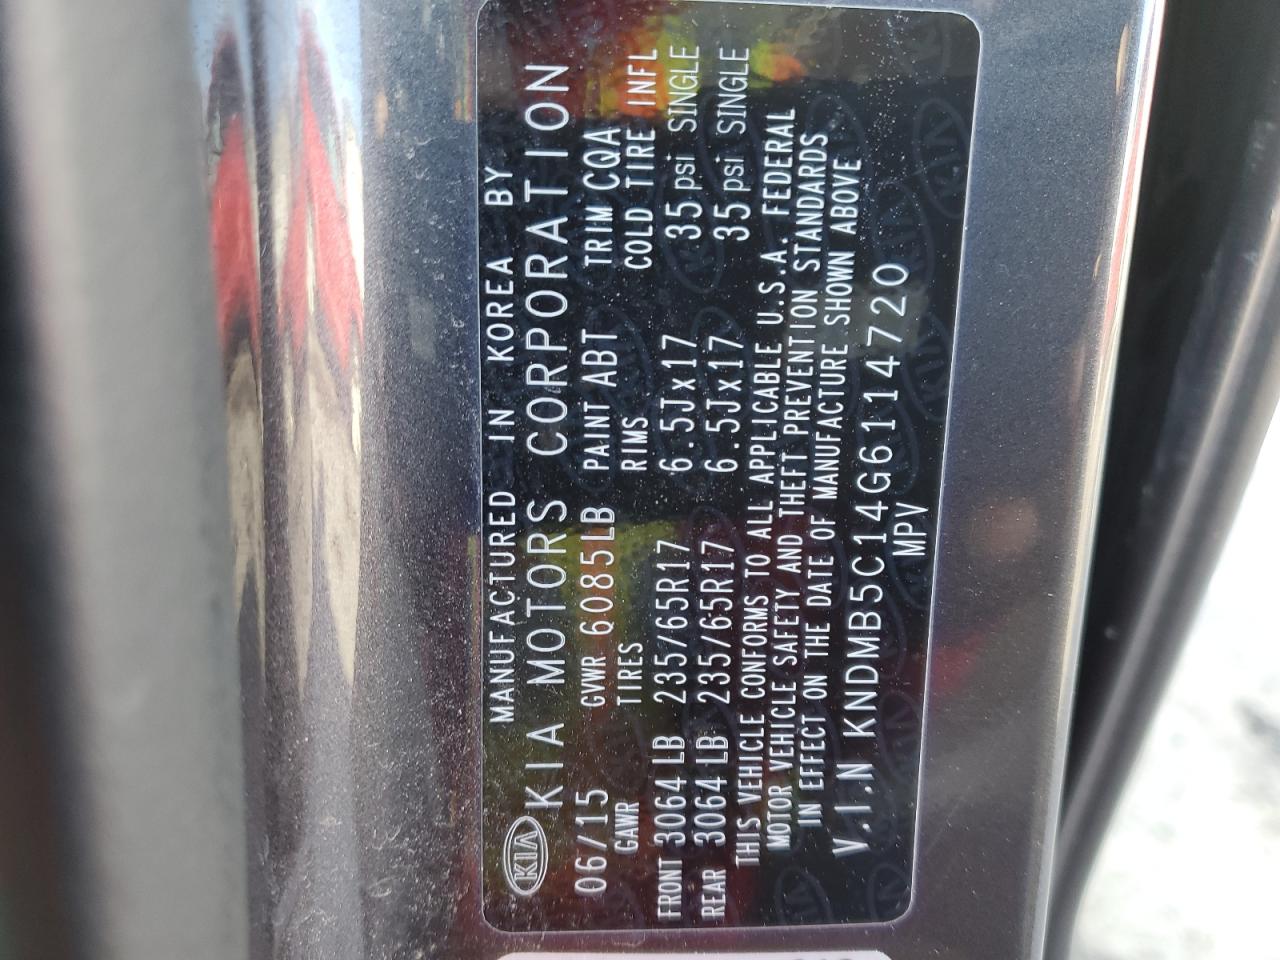 MANUFACTURED IN KOREA BY
KIA KIA MOTORS CORPORATION
06/15 GVWR 6085LB PAINT ABT TRIM CQA
GAWR TIRES RIMS COLD TIRE INFL
FRONT 3064 LB 235/65R17 6.5Jx17 35 psi SINGLE
REAR 3064 LB 235/65R17 6.5Jx17 35 psi SINGLE
THIS VEHICLE CONFORMS TO ALL APPLICABLE U.S.A. FEDERAL
MOTOR VEHICLE SAFETY AND THEFT PREVENTION STANDARDS
IN EFFECT ON THE DATE OF MANUFACTURE SHOWN ABOVE
V.I.N KNDMB5C14G6114720
MPV